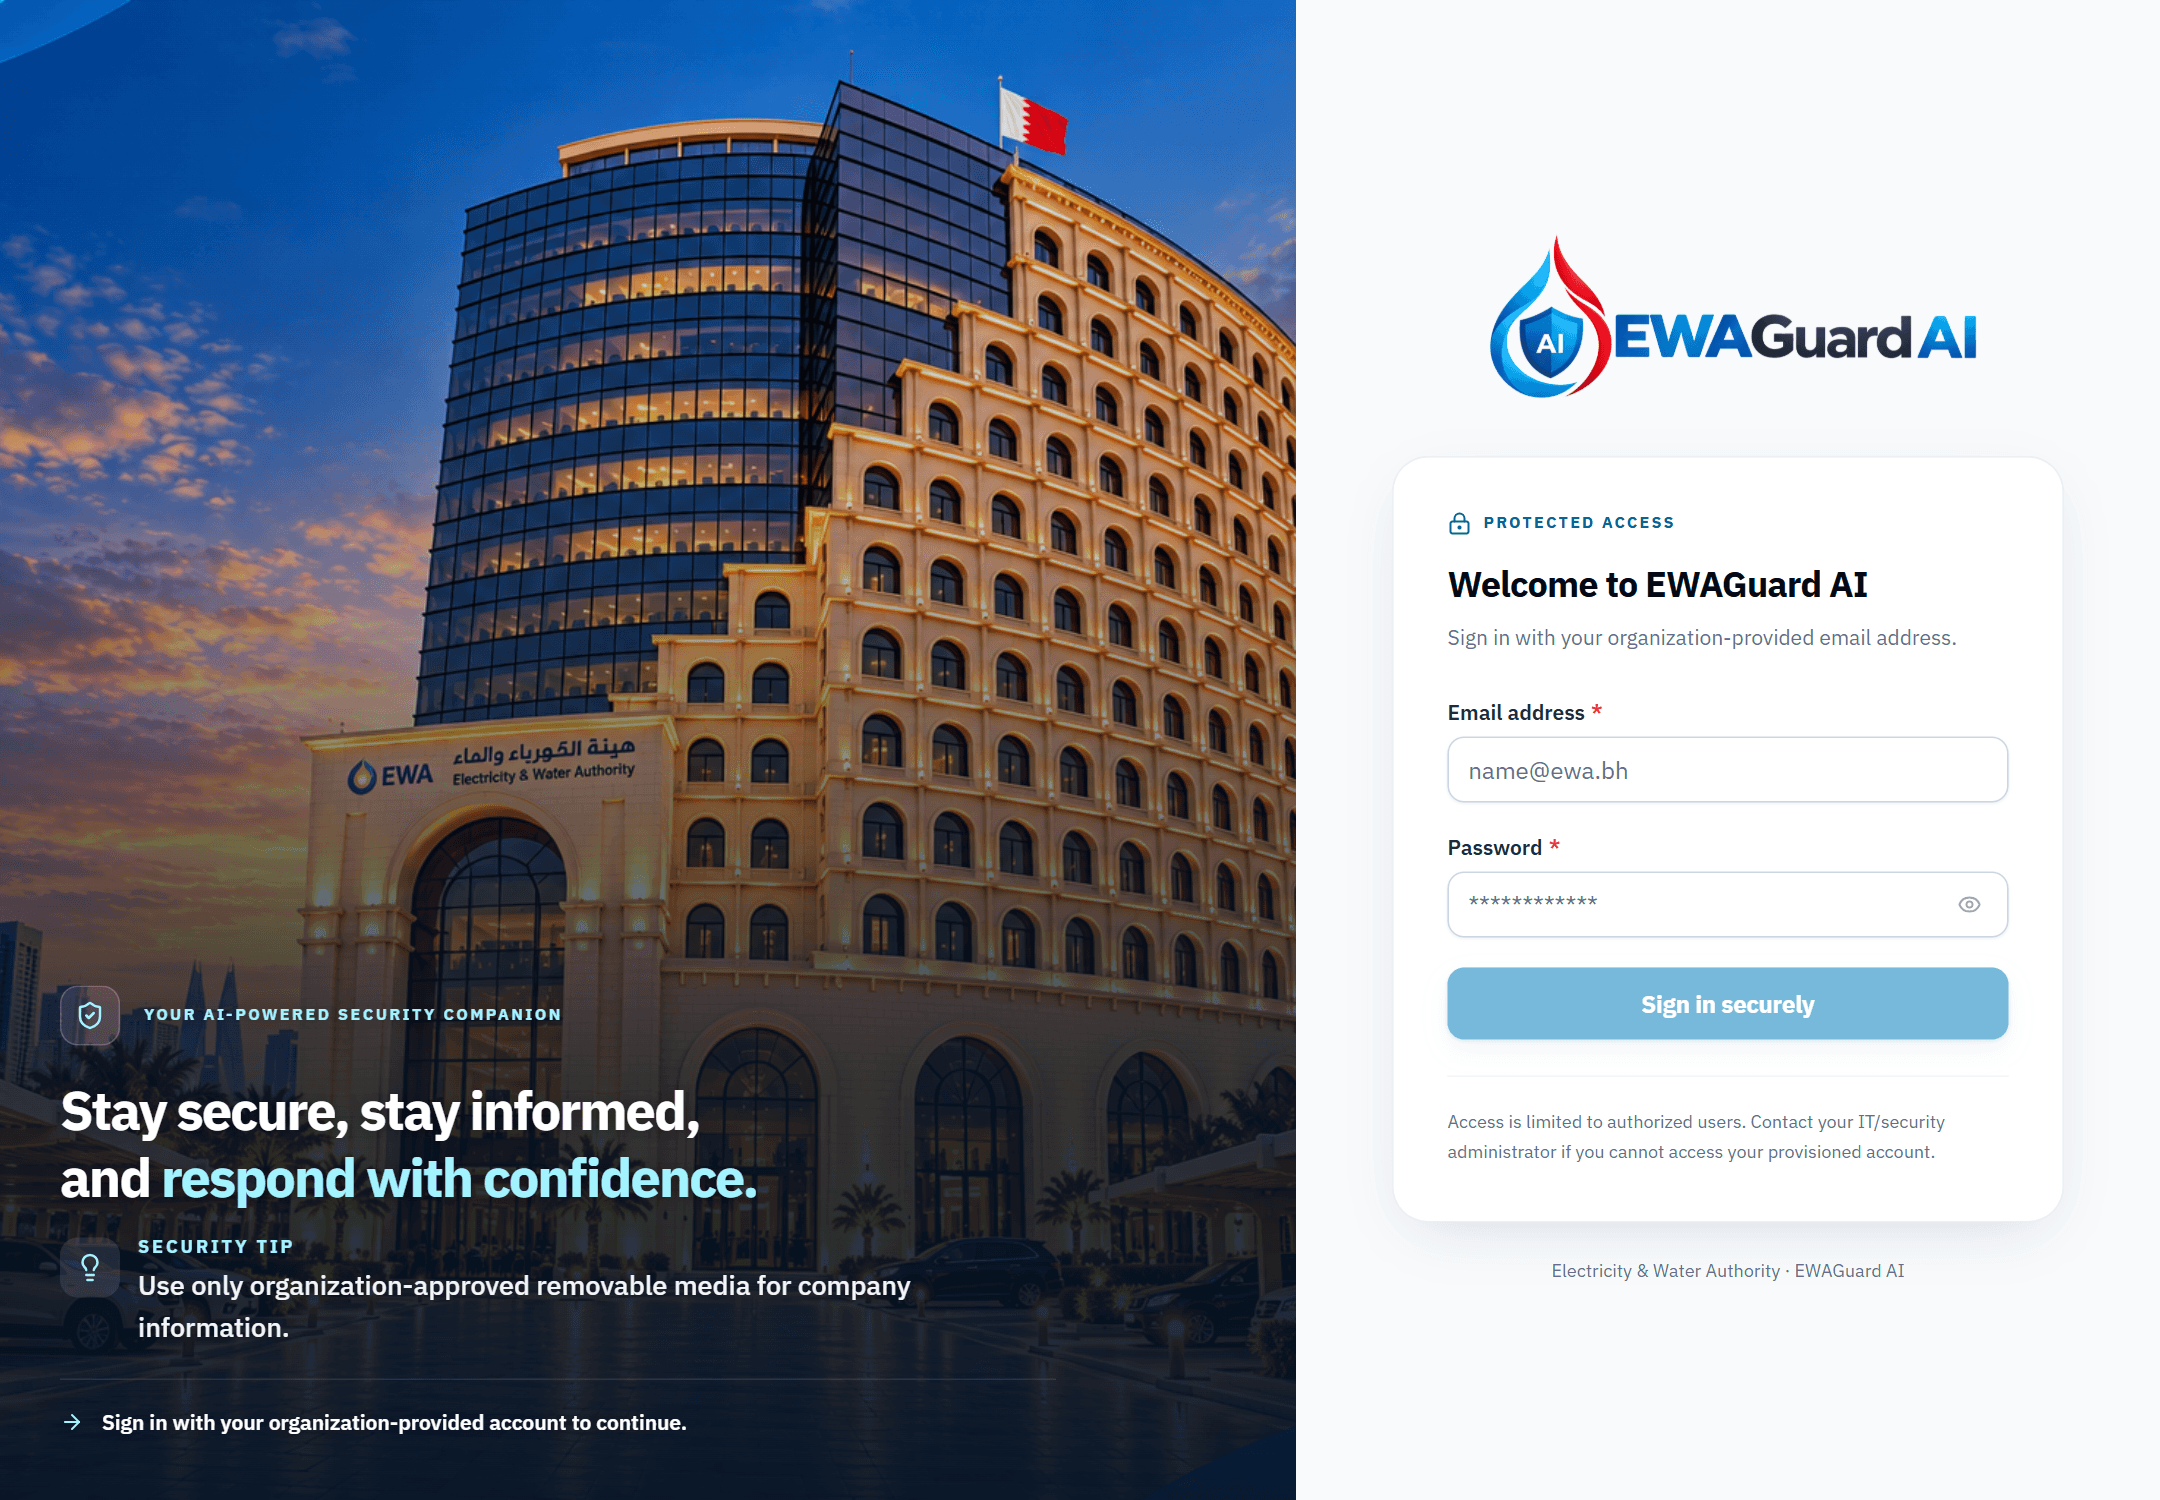 EWA
هيئة الكهرباء والماء
Electricity & Water Authority
YOUR AI-POWERED SECURITY COMPANION
Stay secure, stay informed,
and respond with confidence.
SECURITY TIP
Use only organization-approved removable media for company
information.
Sign in with your organization-provided account to continue.
AI
EWAGuard AI
PROTECTED ACCESS
Welcome to EWAGuard AI
Sign in with your organization-provided email address.
Email address *
name@ewa.bh
Password *
************
Sign in securely
Access is limited to authorized users. Contact your IT/security
administrator if you cannot access your provisioned account.
Electricity & Water Authority · EWAGuard AI